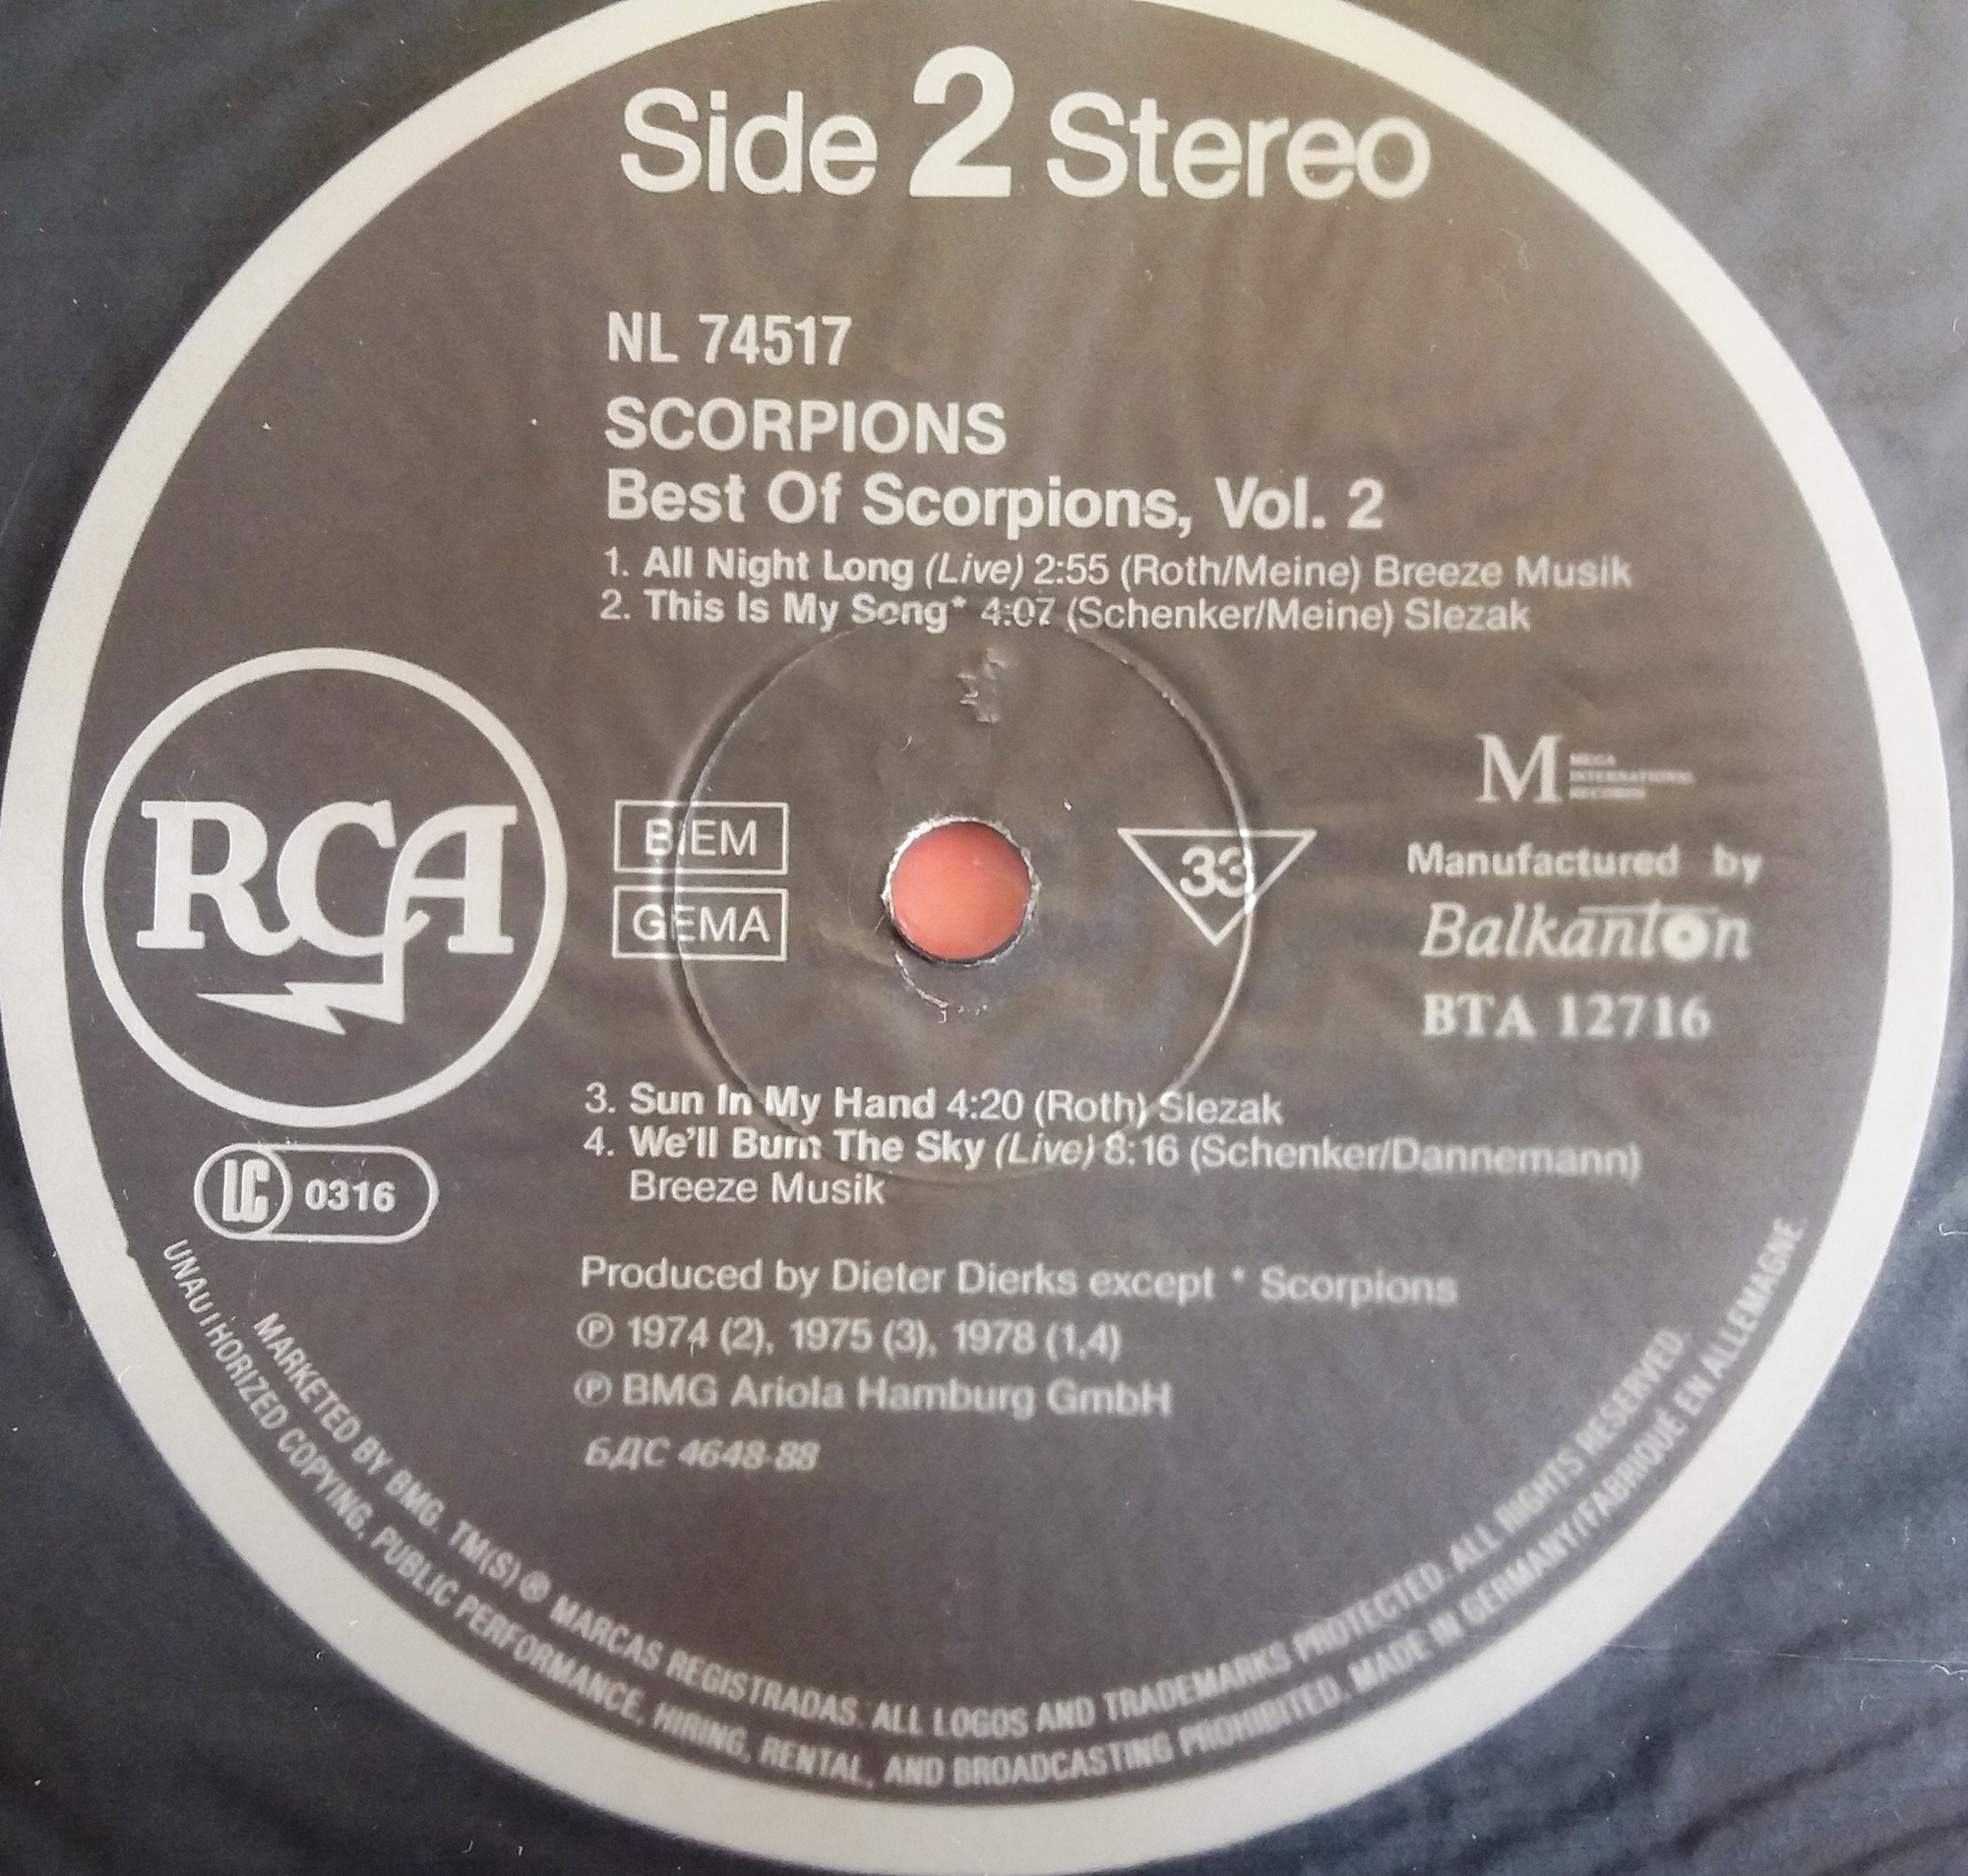 Side 2 Stereo
NL 74517
SCORPIONS
Best Of Scorpions, Vol. 2
1. All Night Long (Live) 2:55 (Roth/Meine) Breeze Musik
2. This Is My Song* 4:07 (Schenker/Meine) Slezak
RCA
BIEM
GEMA
33
M
MEGA
INTERNATIONAL
RECORDS
Manufactured by
Balkanton
BTA 12716
3. Sun In My Hand 4:20 (Roth) Slezak
4. We'll Burn The Sky (Live) 8:16 (Schenker/Dannemann)
Breeze Musik
LC 0316
Produced by Dieter Dierks except * Scorpions
℗ 1974 (2), 1975 (3), 1978 (1,4)
℗ BMG Ariola Hamburg GmbH
БДС 4648-88
MARKETED BY BMG. TM(S) ® MARCAS REGISTRADAS. ALL LOGOS AND TRADEMARKS PROTECTED. ALL RIGHTS RESERVED.
UNAUTHORIZED COPYING, PUBLIC PERFORMANCE, HIRING, RENTAL, AND BROADCASTING PROHIBITED. MADE IN GERMANY/FABRIQUÉ EN ALLEMAGNE.